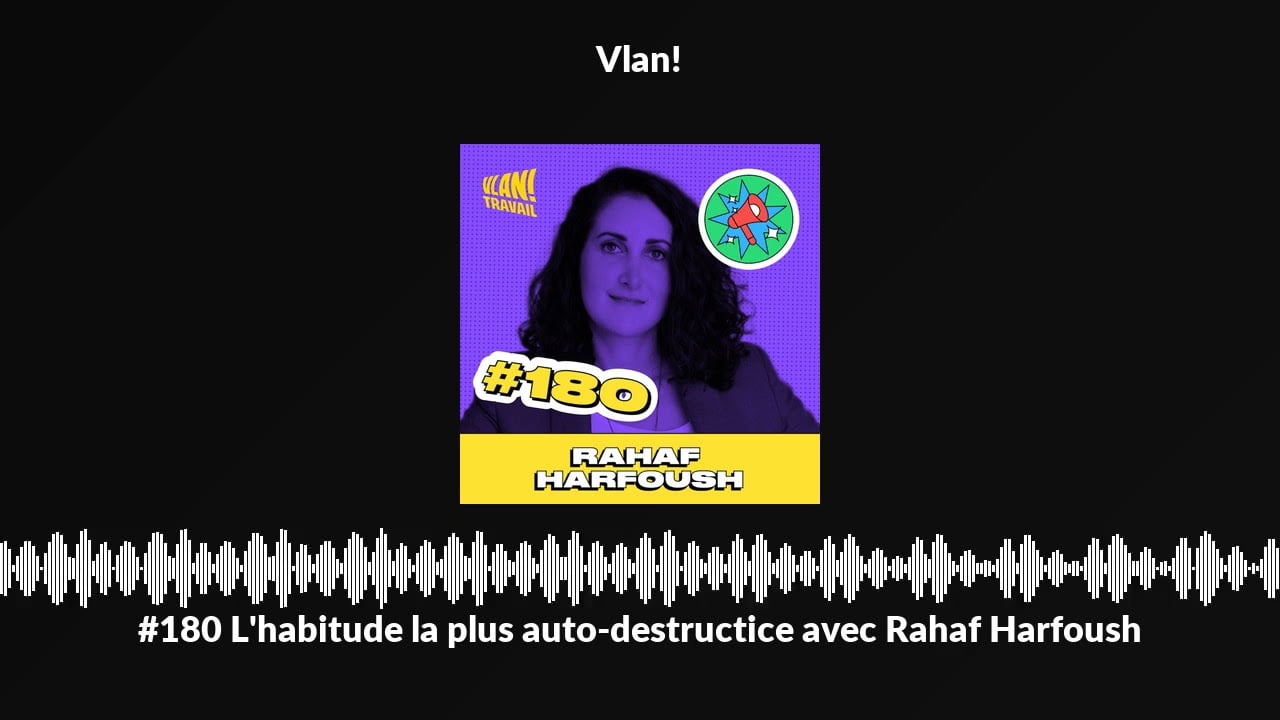 Vlan!
VLAN!
TRAVAIL
#180
RAHAF
HARFOUSH
#180 L'habitude la plus auto-destructice avec Rahaf Harfoush